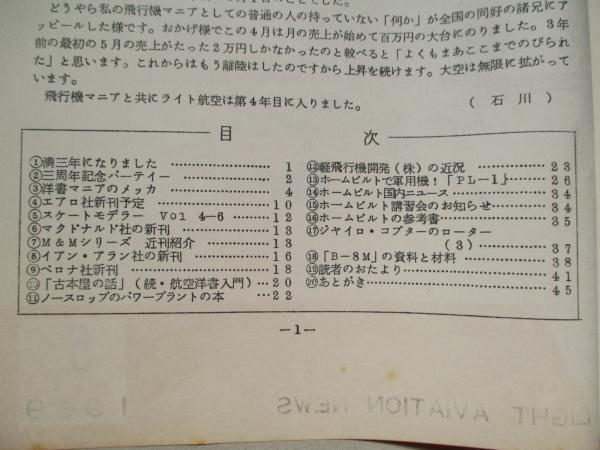 どうやら私の飛行機マニアとしての普通の人の持っていない「何か」が全国の同好の諸兄にア
ッピールした様です。おかげ様でこの４月は月の売上が始めて百万円の大台にのりました。３年
前の最初の５月の売上がたった２万円しかなかったのと較べると「よくもまあここまでのびられ
た」と思います、これからはもう離陸はしたのですから上昇を続けます。大空は無限に拡がって
います。
飛行機マニアと共にライト航空は第４年目に入りました。 （石川）
目 次
①満三年になりました …… 1
②三周年記念パーティー …… 2
③洋書マニアのメッカ …… 4
④エアロ社新刊予定 …… 10
⑤スケートモデラー Vol 4-6 …… 12
⑥マクドナルド社の新刊 …… 13
⑦M&Mシリーズ 近刊紹介 …… 13
⑧イアン・アラン社の新刊 …… 16
⑨ベロナ社新刊 …… 18
⑩「古本屋の話」(続・航空洋書入門) …… 20
⑪ノースロップのパワープラントの本 …… 22
⑫軽飛行機開発(株)の近況 …… 23
⑬ホームビルトで軍用機!「PL-1」 …… 26
⑭ホームビルト国内ニュース …… 34
⑮ホームビルト講習会のお知らせ …… 34
⑯ホームビルトの参考書 …… 35
⑰ジャイロ・コプターのローター
(3) …… 37
⑱「B-8M」の資料と材料 …… 38
⑲読者のおたより …… 41
⑳あとがき …… 45
-1-
LIGHT AVIATION NEWS